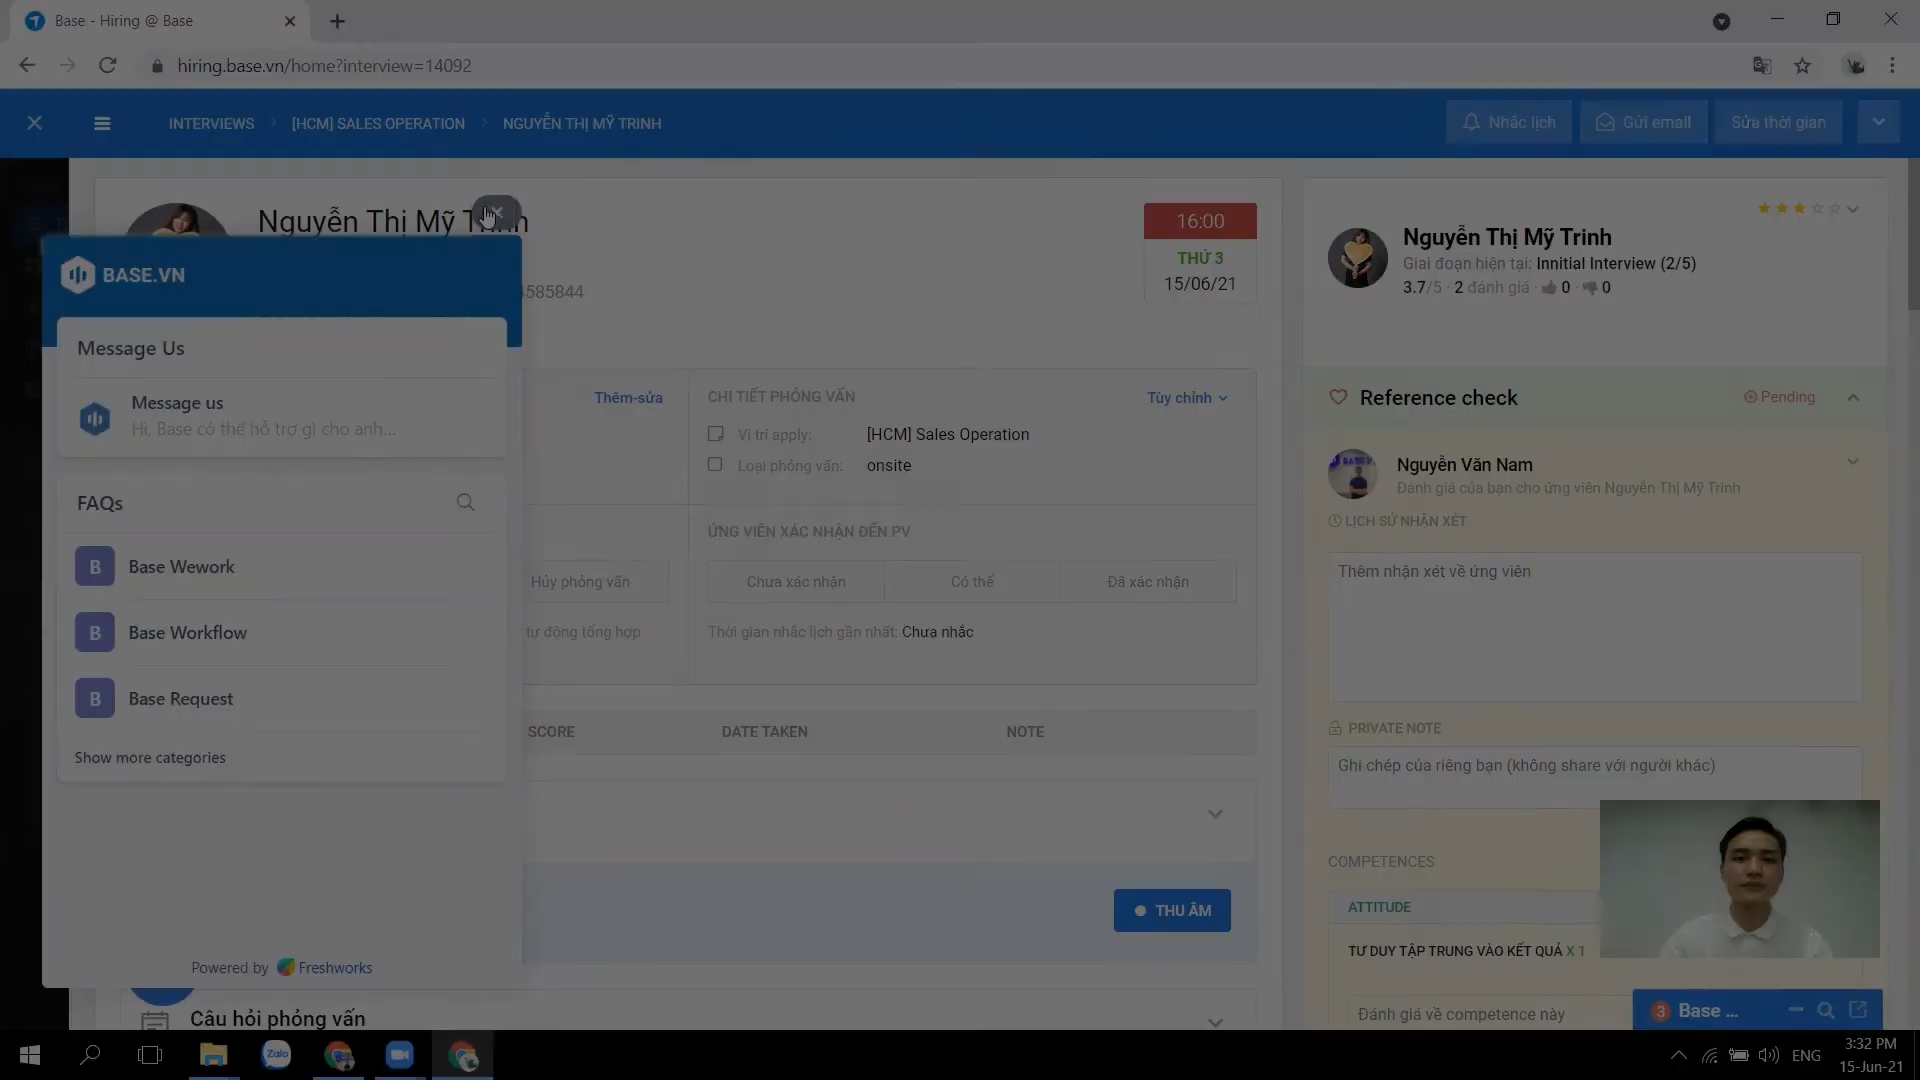 Base - Hiring @ Base
hiring.base.vn/home?interview=14092
INTERVIEWS
[HCM] SALES OPERATION
NGUYỄN THỊ MỸ TRINH
Nhắc lịch
Gửi email
Sửa thời gian
Nguyễn Thị Mỹ
585844
16:00
THỨ 3
15/06/21
BASE.VN
Message Us
Message us
Hi, Base có thể hỗ trợ gì cho anh...
FAQs
Base Wework
Base Workflow
Base Request
Show more categories
Powered by Freshworks
Thêm-sửa
CHI TIẾT PHỎNG VẤN
Tùy chỉnh
Vị trí apply: [HCM] Sales Operation
Loại phỏng vấn: onsite
ỨNG VIÊN XÁC NHẬN ĐẾN PV
Hủy phỏng vấn
Chưa xác nhận
Có thể
Đã xác nhận
tự động tổng hợp
Thời gian nhắc lịch gần nhất: Chưa nhắc
SCORE
DATE TAKEN
NOTE
THU ÂM
Câu hỏi phỏng vấn
Nguyễn Thị Mỹ Trinh
Giai đoạn hiện tại: Innitial Interview (2/5)
3.7/5 · 2 đánh giá · 0 · 0
Reference check
Pending
Nguyễn Văn Nam
Đánh giá của bạn cho ứng viên Nguyễn Thị Mỹ Trinh
LỊCH SỬ NHẬN XÉT
Thêm nhận xét về ứng viên
PRIVATE NOTE
Ghi chép của riêng bạn (không share với người khác)
COMPETENCES
ATTITUDE
TƯ DUY TẬP TRUNG VÀO KẾT QUẢ X 1
Đánh giá về competence này
3 Base ...
Zalo
ENG
3:32 PM
15-Jun-21